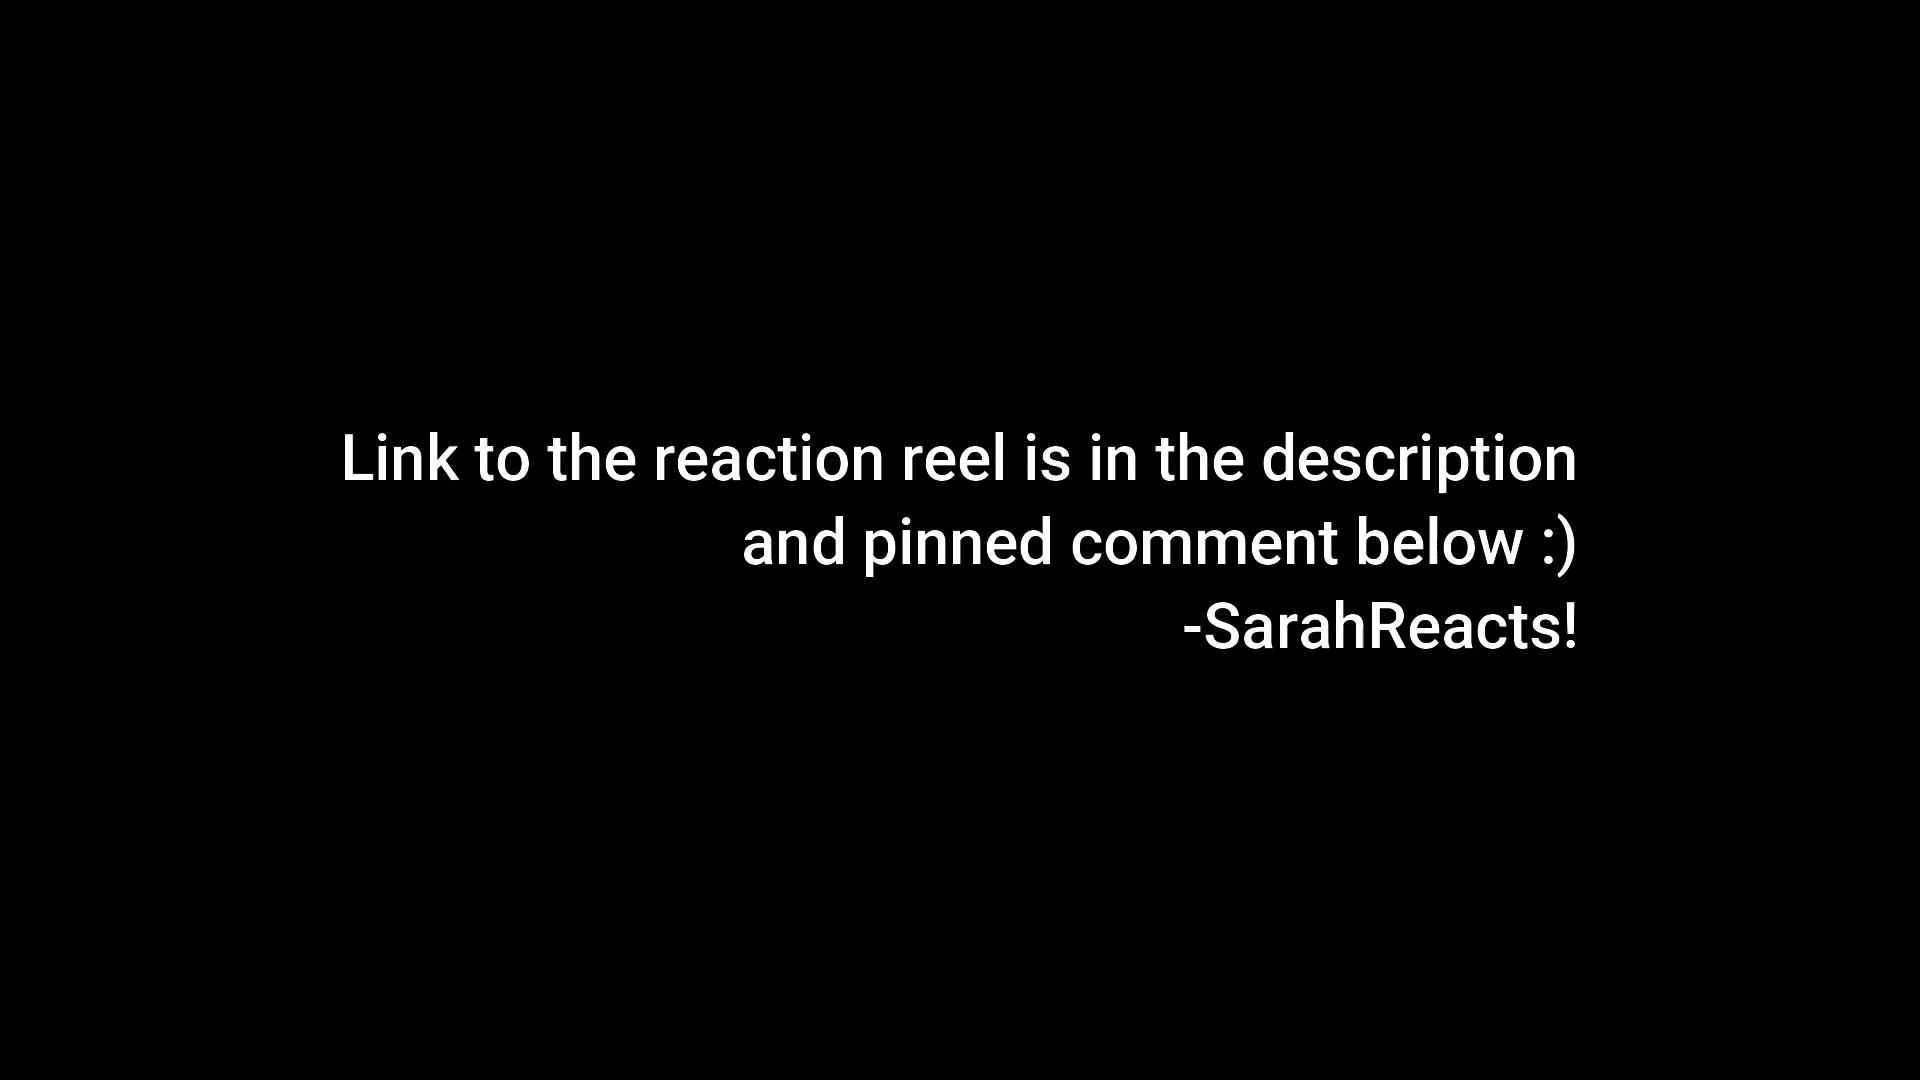 Link to the reaction reel is in the description
and pinned comment below :)
-SarahReacts!